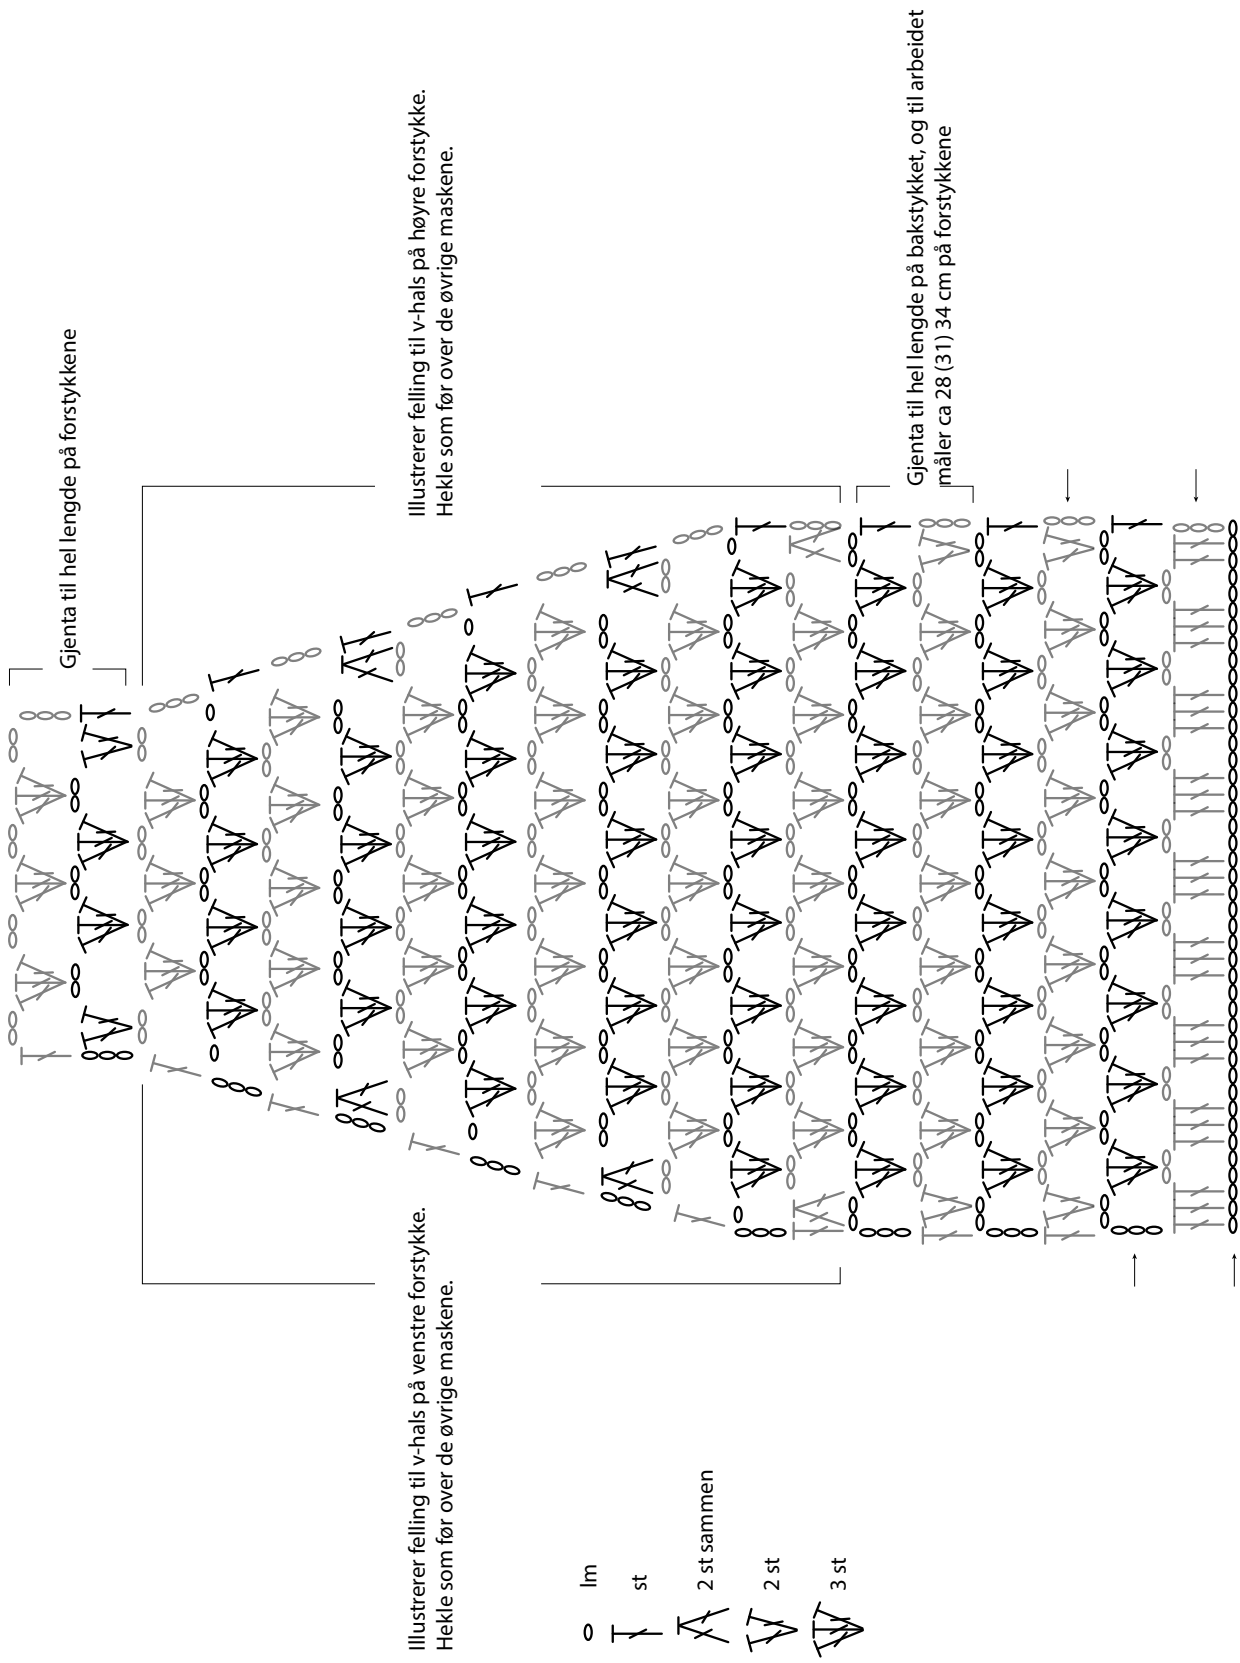 Gjenta til hel lengde på forstykkene
Illustrerer felling til v-hals på høyre forstykke.
Hekle som før over de øvrige maskene.
Gjenta til hel lengde på bakstykket, og til arbeidet
måler ca 28 (31) 34 cm på forstykkene
Illustrerer felling til v-hals på venstre forstykke.
Hekle som før over de øvrige maskene.
lm
st
2 st sammen
2 st
3 st